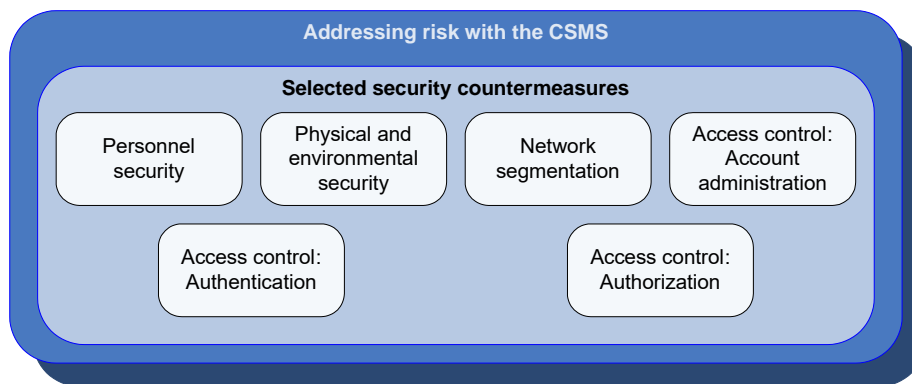 Addressing risk with the CSMS
Selected security countermeasures
Personnel
security
Physical and
environmental
security
Network
segmentation
Access control:
Account
administration
Access control:
Authentication
Access control:
Authorization